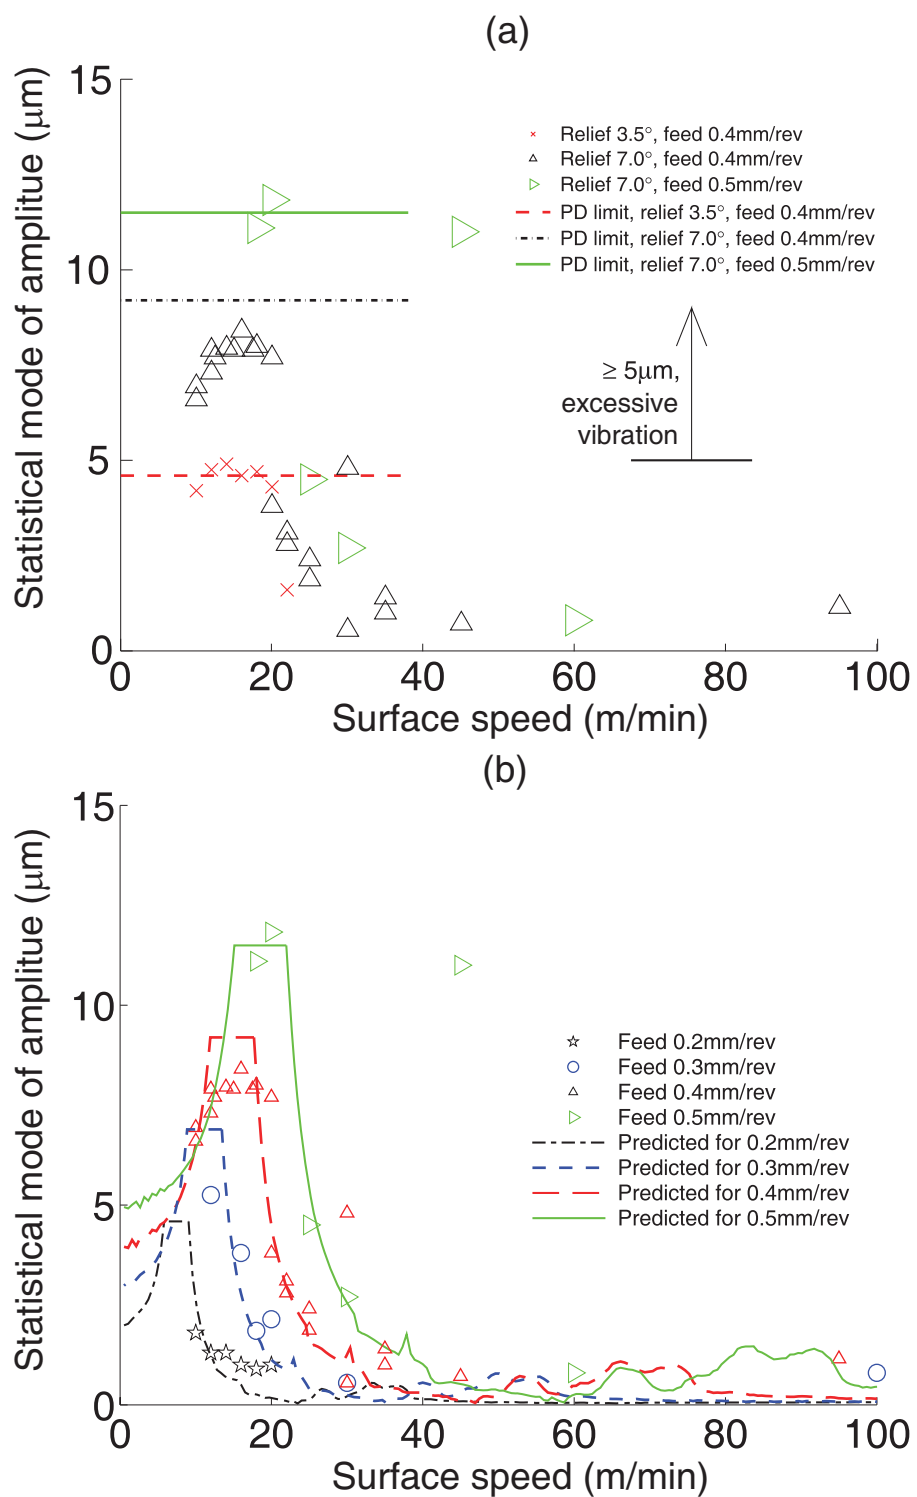 (a)
Statistical mode of amplitue (μm)
15
10
5
0
Relief 3.5°, feed 0.4mm/rev
Relief 7.0°, feed 0.4mm/rev
Relief 7.0°, feed 0.5mm/rev
PD limit, relief 3.5°, feed 0.4mm/rev
PD limit, relief 7.0°, feed 0.4mm/rev
PD limit, relief 7.0°, feed 0.5mm/rev
≥ 5μm,
excessive
vibration
0 20 40 60 80 100
Surface speed (m/min)
(b)
Statistical mode of amplitue (μm)
15
10
5
0
Feed 0.2mm/rev
Feed 0.3mm/rev
Feed 0.4mm/rev
Feed 0.5mm/rev
Predicted for 0.2mm/rev
Predicted for 0.3mm/rev
Predicted for 0.4mm/rev
Predicted for 0.5mm/rev
0 20 40 60 80 100
Surface speed (m/min)